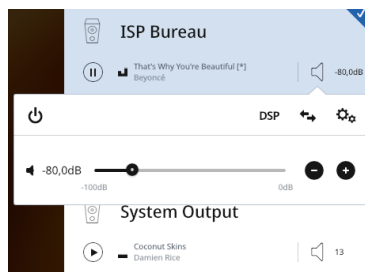 ISP Bureau
That's Why You're Beautiful [*]
Beyoncé
-80,0dB
DSP
-80,0dB
-100dB
0dB
System Output
Coconut Skins
Damien Rice
13